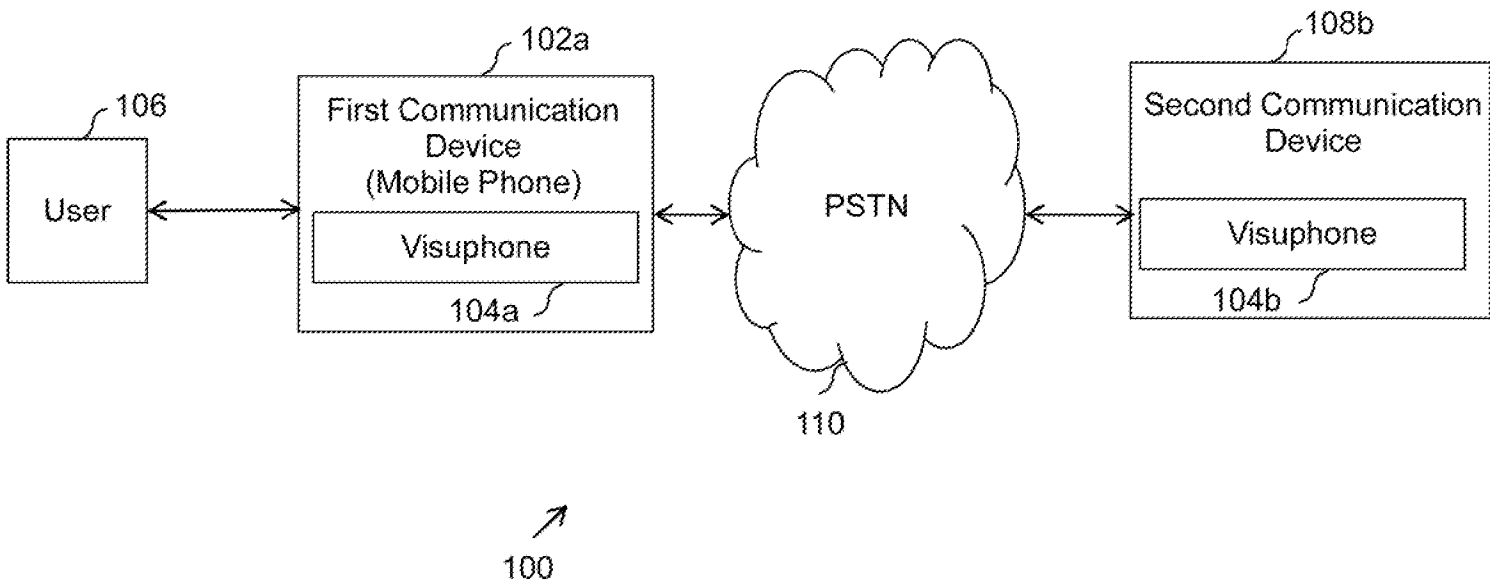 102a
108b
106
First Communication
Device
(Mobile Phone)
Second Communication
Device
User
PSTN
Visuphone
Visuphone
104a
104b
110
100